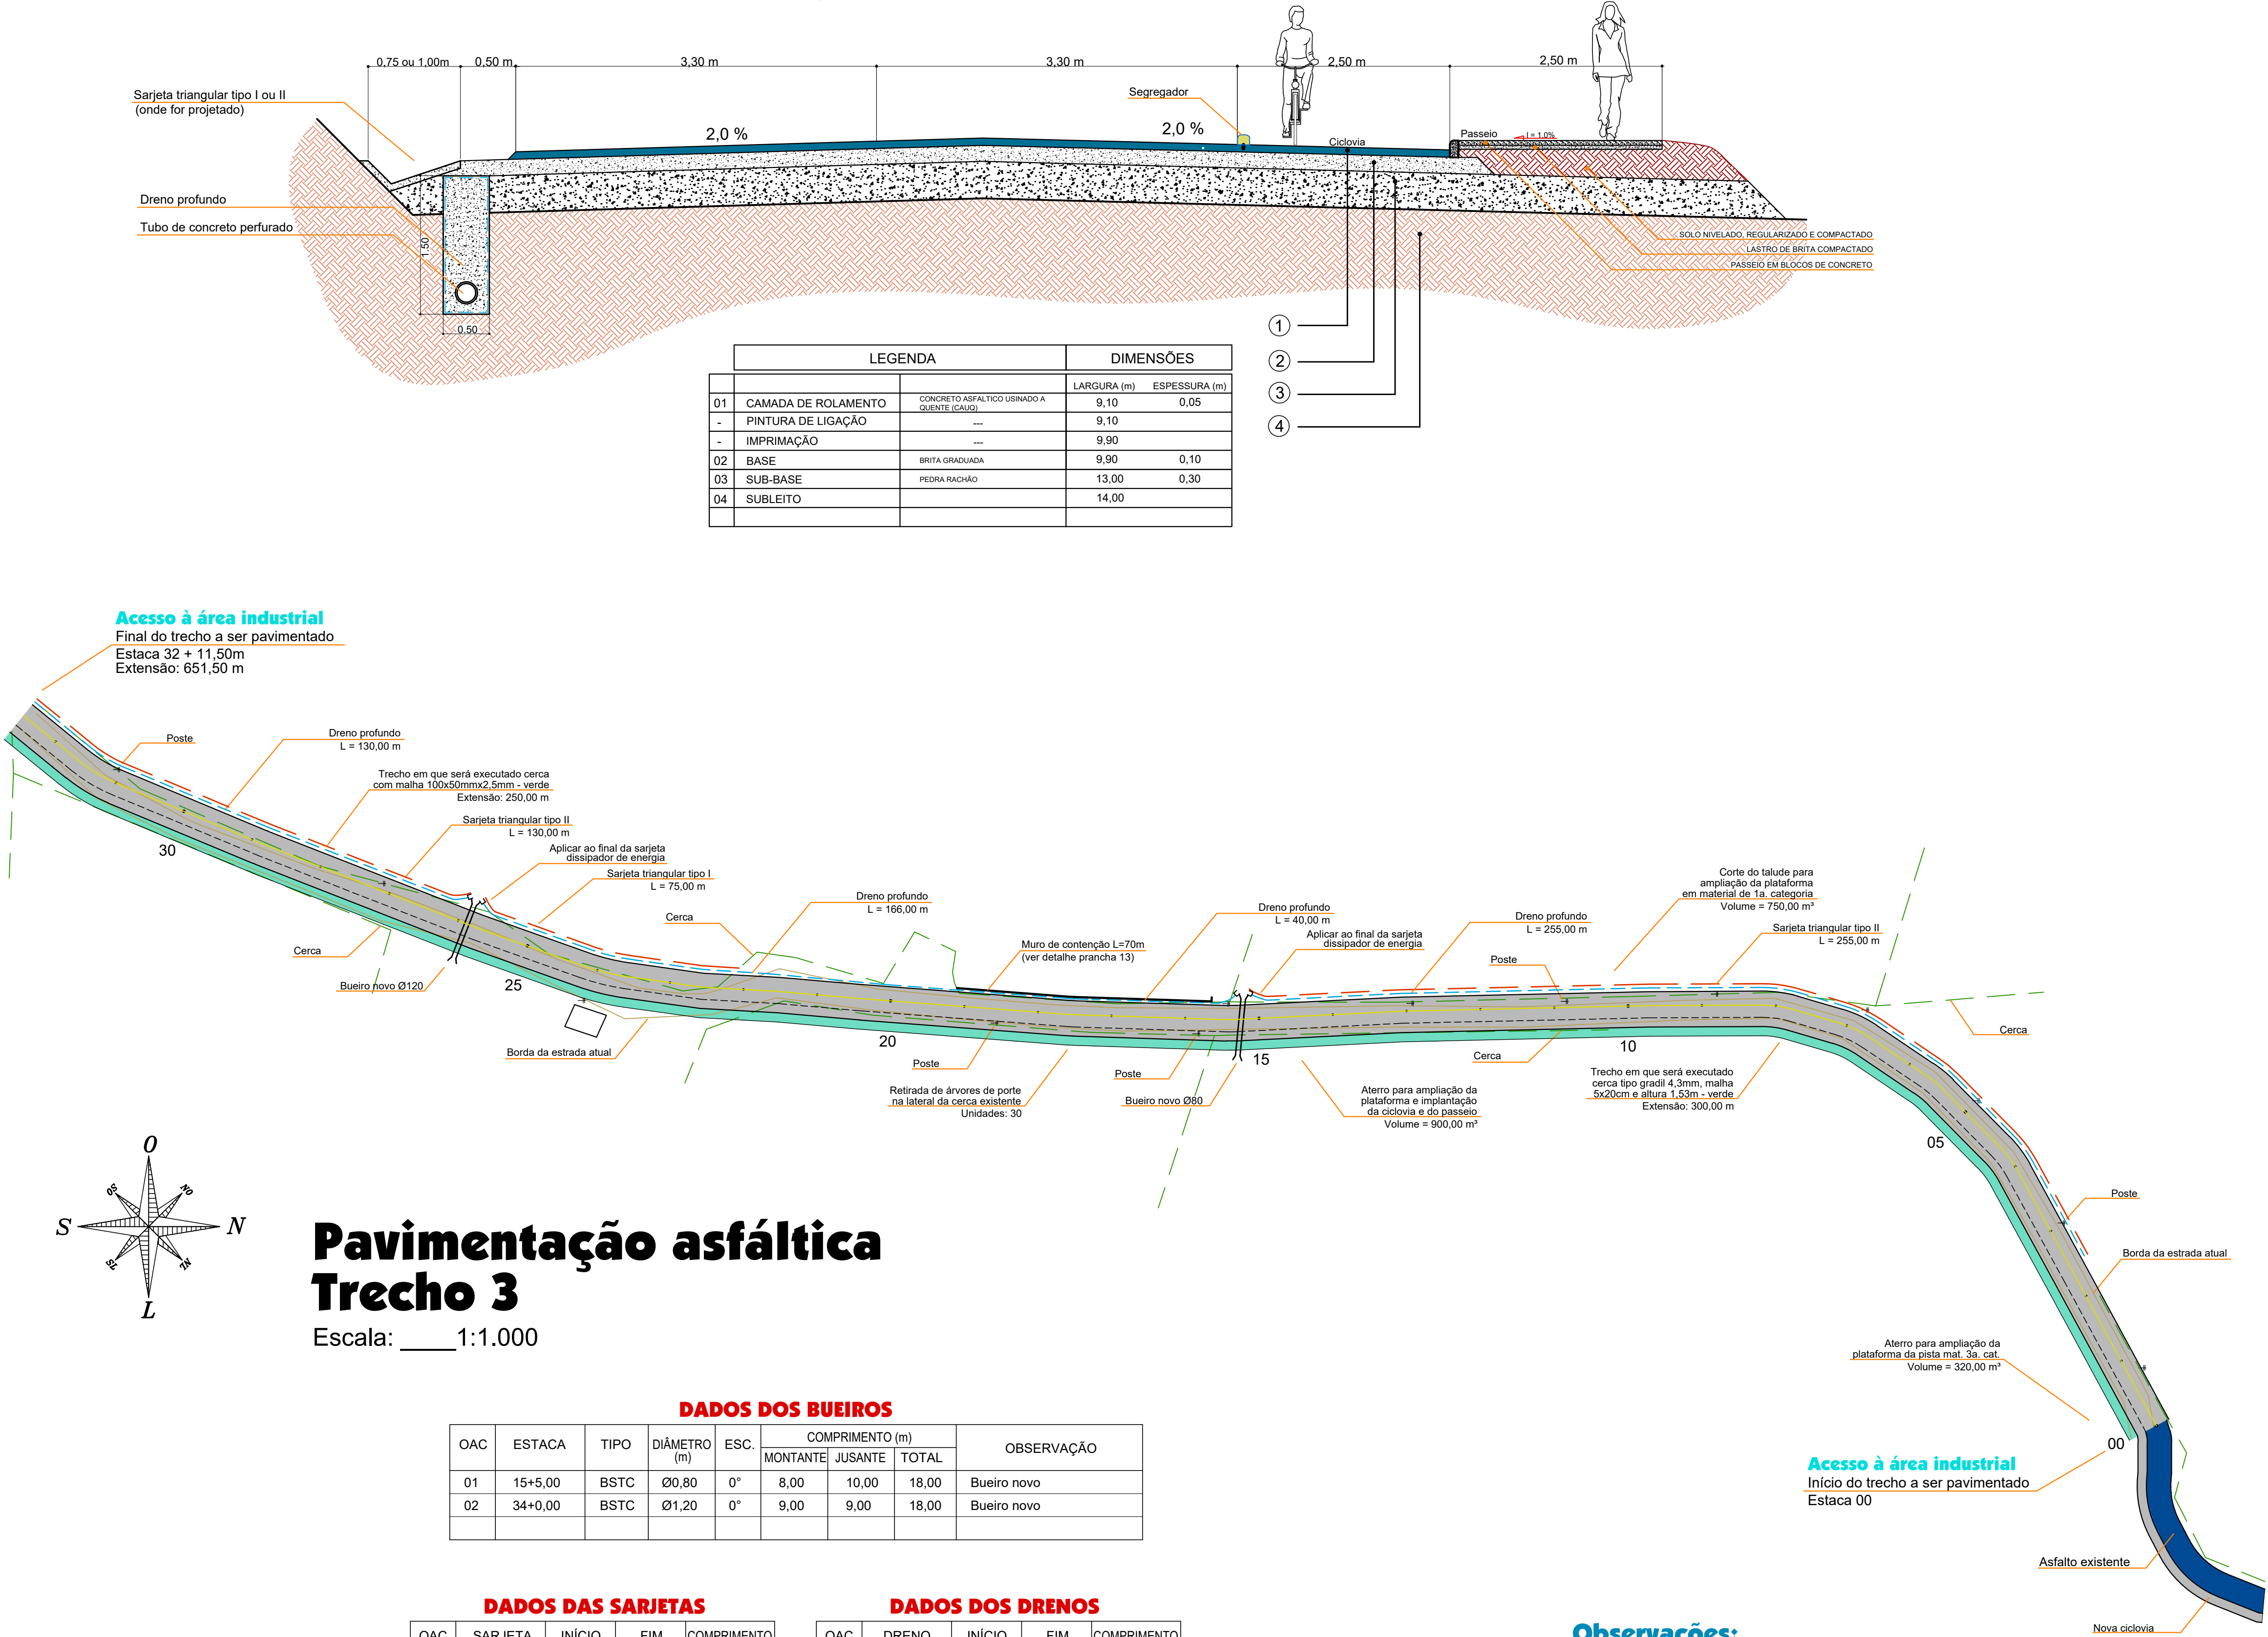 0,75 ou 1,00m
0,50 m
3,30 m
3,30 m
2,50 m
2,50 m
Sarjeta triangular tipo I ou II
(onde for projetado)
Segregador
2,0 %
2,0 %
Ciclovia
Passeio
I = 1,0%
Dreno profundo
Tubo de concreto perfurado
1.50
0.50
SOLO NIVELADO, REGULARIZADO E COMPACTADO
LASTRO DE BRITA COMPACTADO
PASSEIO EM BLOCOS DE CONCRETO
1
2
3
4
LEGENDA DIMENSÕES
LARGURA (m) ESPESSURA (m)
01 CAMADA DE ROLAMENTO CONCRETO ASFALTICO USINADO A QUENTE (CAUQ) 9,10 0,05
- PINTURA DE LIGAÇÃO --- 9,10
- IMPRIMAÇÃO --- 9,90
02 BASE BRITA GRADUADA 9,90 0,10
03 SUB-BASE PEDRA RACHÃO 13,00 0,30
04 SUBLEITO 14,00
Acesso à área industrial
Final do trecho a ser pavimentado
Estaca 32 + 11,50m
Extensão: 651,50 m
Poste
Dreno profundo
L = 130,00 m
Trecho em que será executado cerca
com malha 100x50mmx2,5mm - verde
Extensão: 250,00 m
Sarjeta triangular tipo II
L = 130,00 m
Aplicar ao final da sarjeta
dissipador de energia
Sarjeta triangular tipo I
L = 75,00 m
Cerca
Dreno profundo
L = 166,00 m
Muro de contenção L=70m
(ver detalhe prancha 13)
Dreno profundo
L = 40,00 m
Aplicar ao final da sarjeta
dissipador de energia
Dreno profundo
L = 255,00 m
Poste
Corte do talude para
ampliação da plataforma
em material de 1a. categoria
Volume = 750,00 m³
Sarjeta triangular tipo II
L = 255,00 m
Cerca
30
Cerca
Bueiro novo Ø120
25
Borda da estrada atual
20
Poste
Retirada de árvores de porte
na lateral da cerca existente
Unidades: 30
Poste
Bueiro novo Ø80
15
Aterro para ampliação da
plataforma e implantação
da ciclovia e do passeio
Volume = 900,00 m³
Cerca
10
Trecho em que será executado
cerca tipo gradil 4,3mm, malha
5x20cm e altura 1,53m - verde
Extensão: 300,00 m
05
Poste
Borda da estrada atual
Aterro para ampliação da
plataforma da pista mat. 3a. cat.
Volume = 320,00 m³
00
Acesso à área industrial
Início do trecho a ser pavimentado
Estaca 00
Asfalto existente
Nova ciclovia
O
SO
NO
S
N
SL
NL
L
Pavimentação asfáltica
Trecho 3
Escala: ____1:1.000
DADOS DOS BUEIROS
OAC ESTACA TIPO DIÂMETRO (m) ESC. COMPRIMENTO (m) OBSERVAÇÃO
MONTANTE JUSANTE TOTAL
01 15+5,00 BSTC Ø0,80 0° 8,00 10,00 18,00 Bueiro novo
02 34+0,00 BSTC Ø1,20 0° 9,00 9,00 18,00 Bueiro novo
DADOS DAS SARJETAS
OAC SARJETA INÍCIO FIM COMPRIMENTO
DADOS DOS DRENOS
OAC DRENO INÍCIO FIM COMPRIMENTO
Observações: